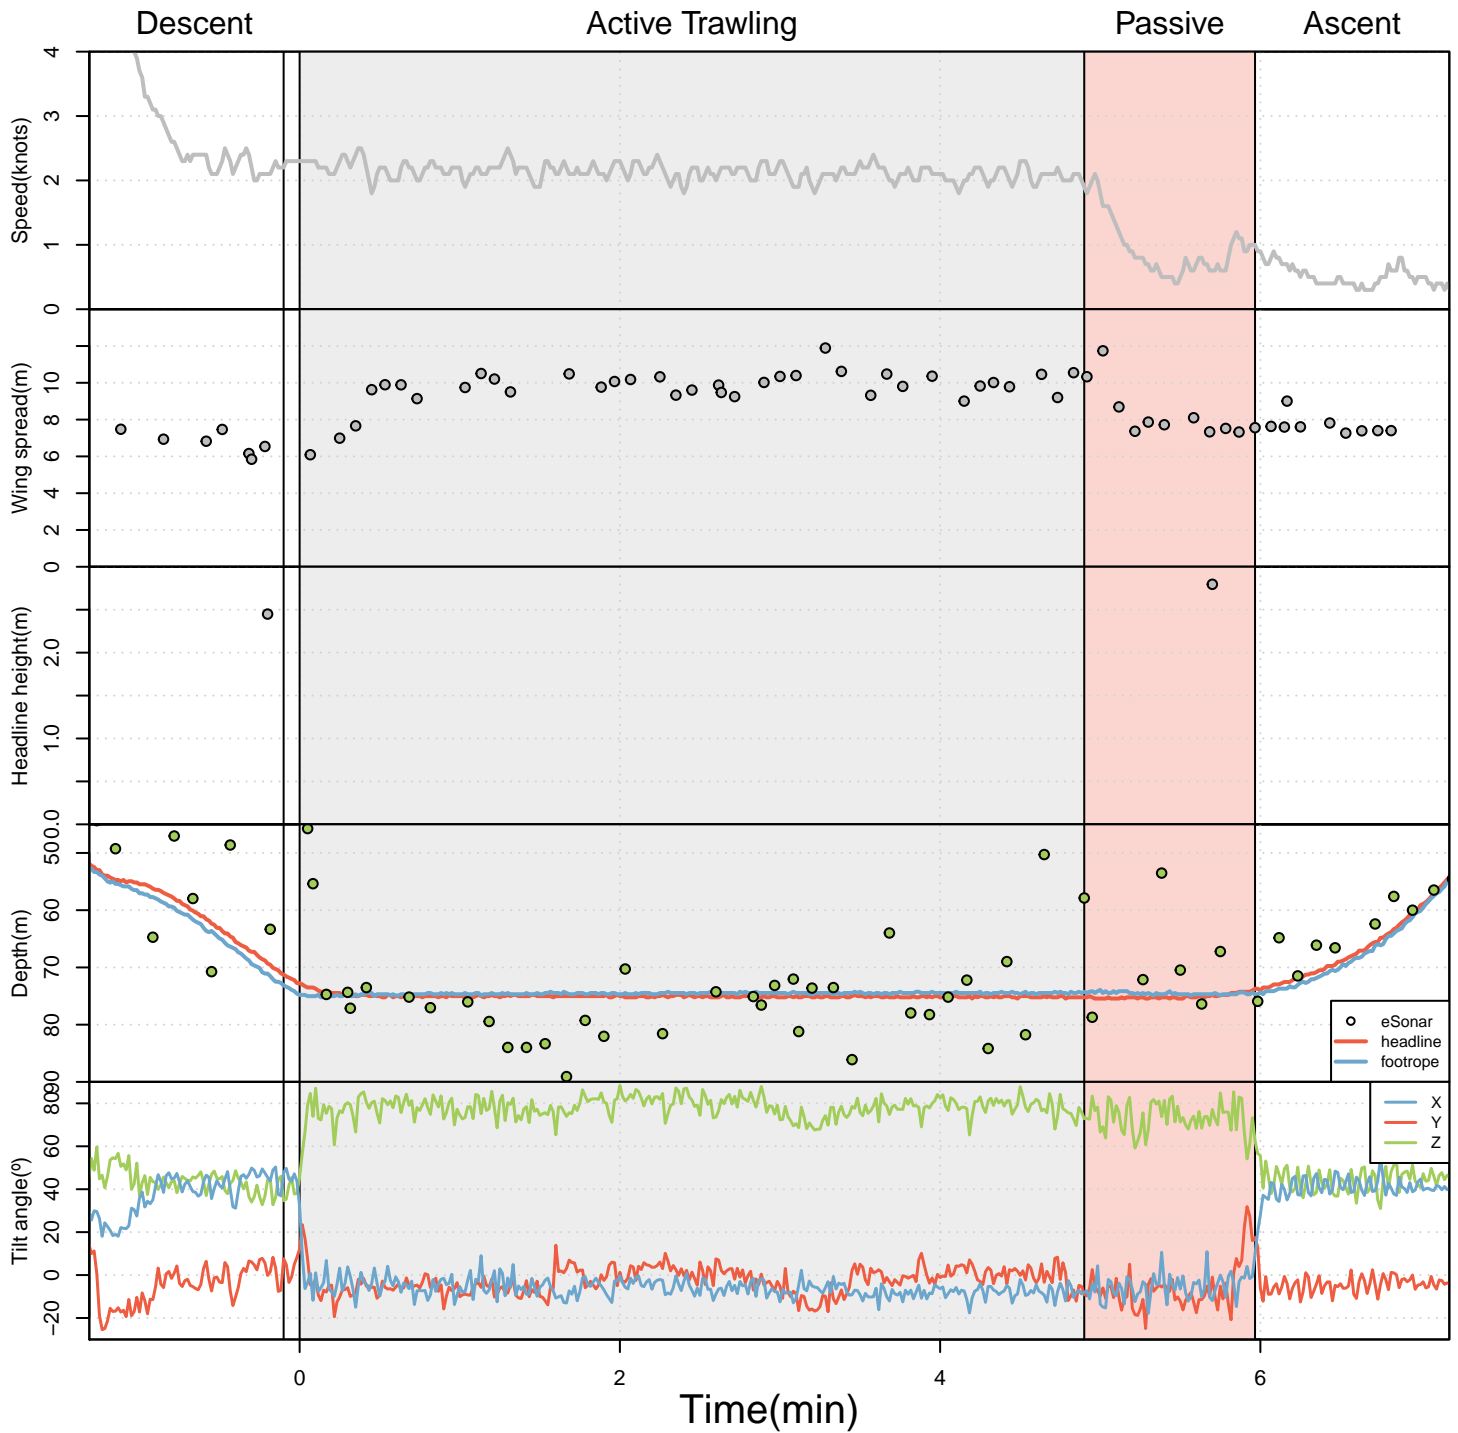 Descent Active Trawling Passive Ascent
Speed(knots)
4
3
2
1
0
Wing spread(m)
10
8
6
4
2
0
Headline height(m)
2.0
1.0
0.0
Depth(m)
50
60
70
80
90
eSonar
headline
footrope
Tilt angle(º)
80
60
40
20
0
−20
X
Y
Z
0 2 4 6
Time(min)